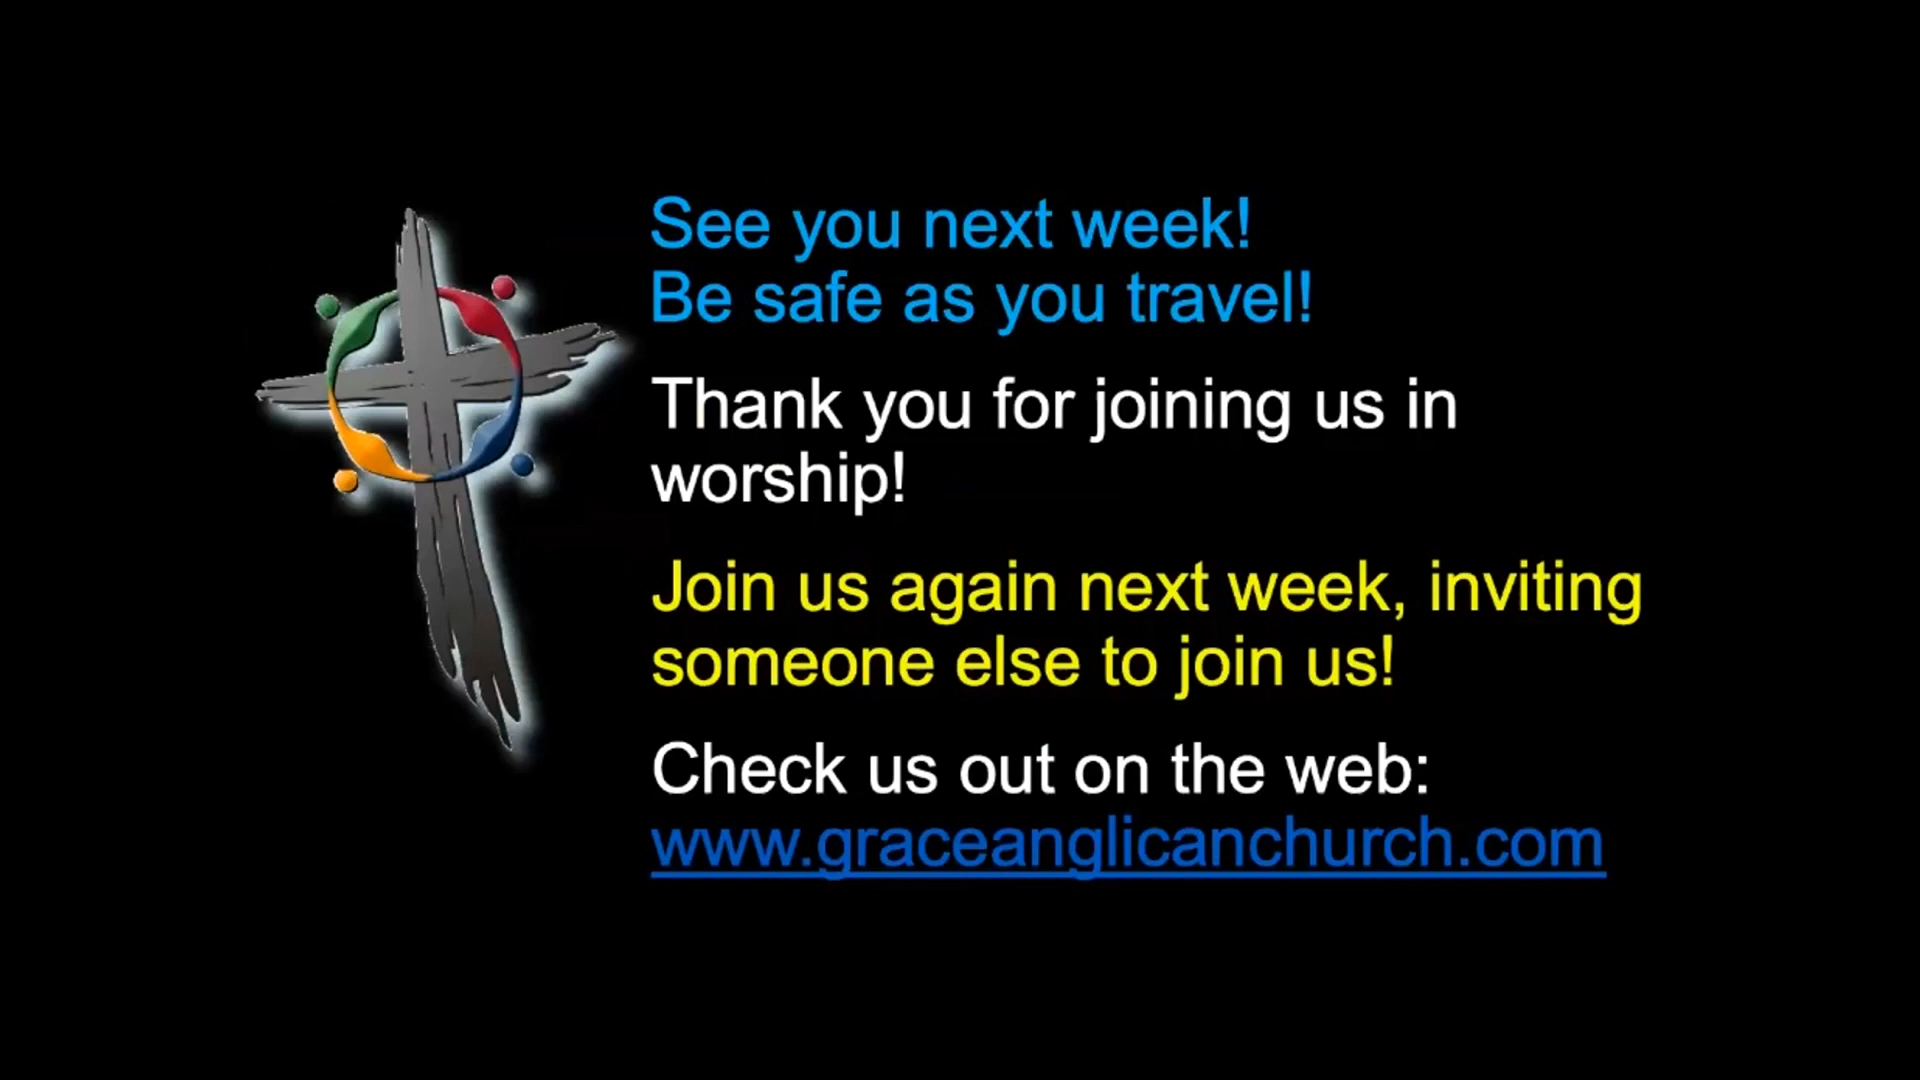 See you next week!
Be safe as you travel!
Thank you for joining us in
worship!
Join us again next week, inviting
someone else to join us!
Check us out on the web:
www.graceanglicanchurch.com